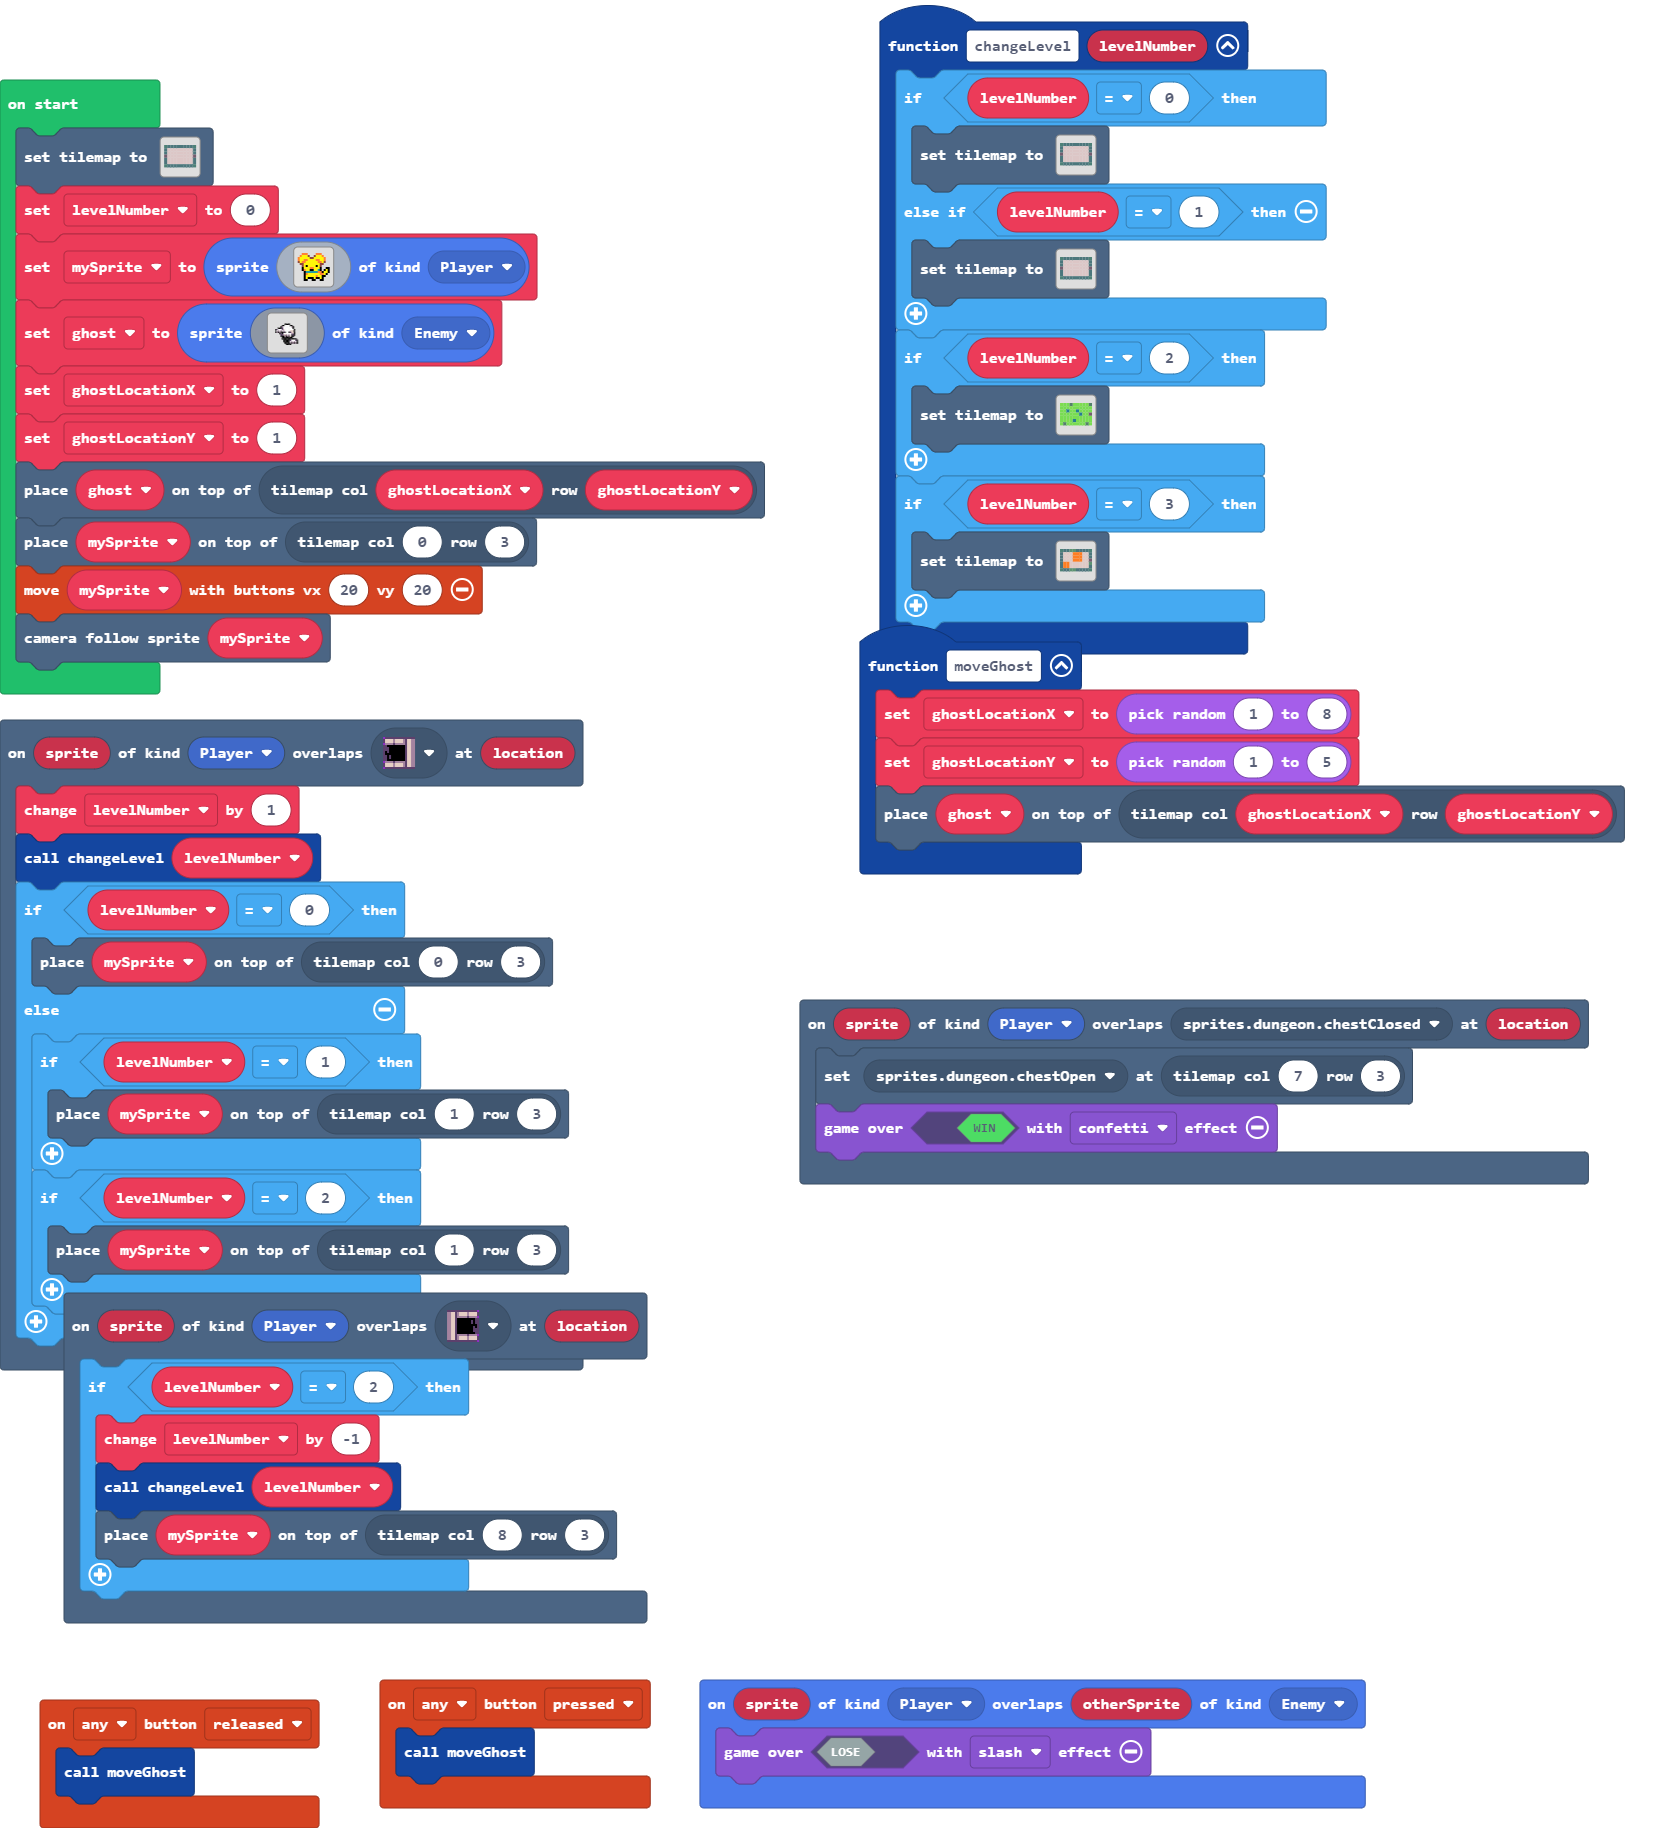 on start
set tilemap to
set levelNumber to 0
set mySprite to sprite of kind Player
set ghost to sprite of kind Enemy
set ghostLocationX to 1
set ghostLocationY to 1
place ghost on top of tilemap col ghostLocationX row ghostLocationY
place mySprite on top of tilemap col 0 row 3
move mySprite with buttons vx 20 vy 20
camera follow sprite mySprite
on sprite of kind Player overlaps at location
change levelNumber by 1
call changeLevel levelNumber
if levelNumber = 0 then
place mySprite on top of tilemap col 0 row 3
else
if levelNumber = 1 then
place mySprite on top of tilemap col 1 row 3
if levelNumber = 2 then
place mySprite on top of tilemap col 1 row 3
on sprite of kind Player overlaps at location
if levelNumber = 2 then
change levelNumber by -1
call changeLevel levelNumber
place mySprite on top of tilemap col 8 row 3
function changeLevel levelNumber
if levelNumber = 0 then
set tilemap to
else if levelNumber = 1 then
set tilemap to
if levelNumber = 2 then
set tilemap to
if levelNumber = 3 then
set tilemap to
function moveGhost
set ghostLocationX to pick random 1 to 8
set ghostLocationY to pick random 1 to 5
place ghost on top of tilemap col ghostLocationX row ghostLocationY
on sprite of kind Player overlaps sprites.dungeon.chestClosed at location
set sprites.dungeon.chestOpen at tilemap col 7 row 3
game over WIN with confetti effect
on any button released
call moveGhost
on any button pressed
call moveGhost
on sprite of kind Player overlaps otherSprite of kind Enemy
game over LOSE with slash effect